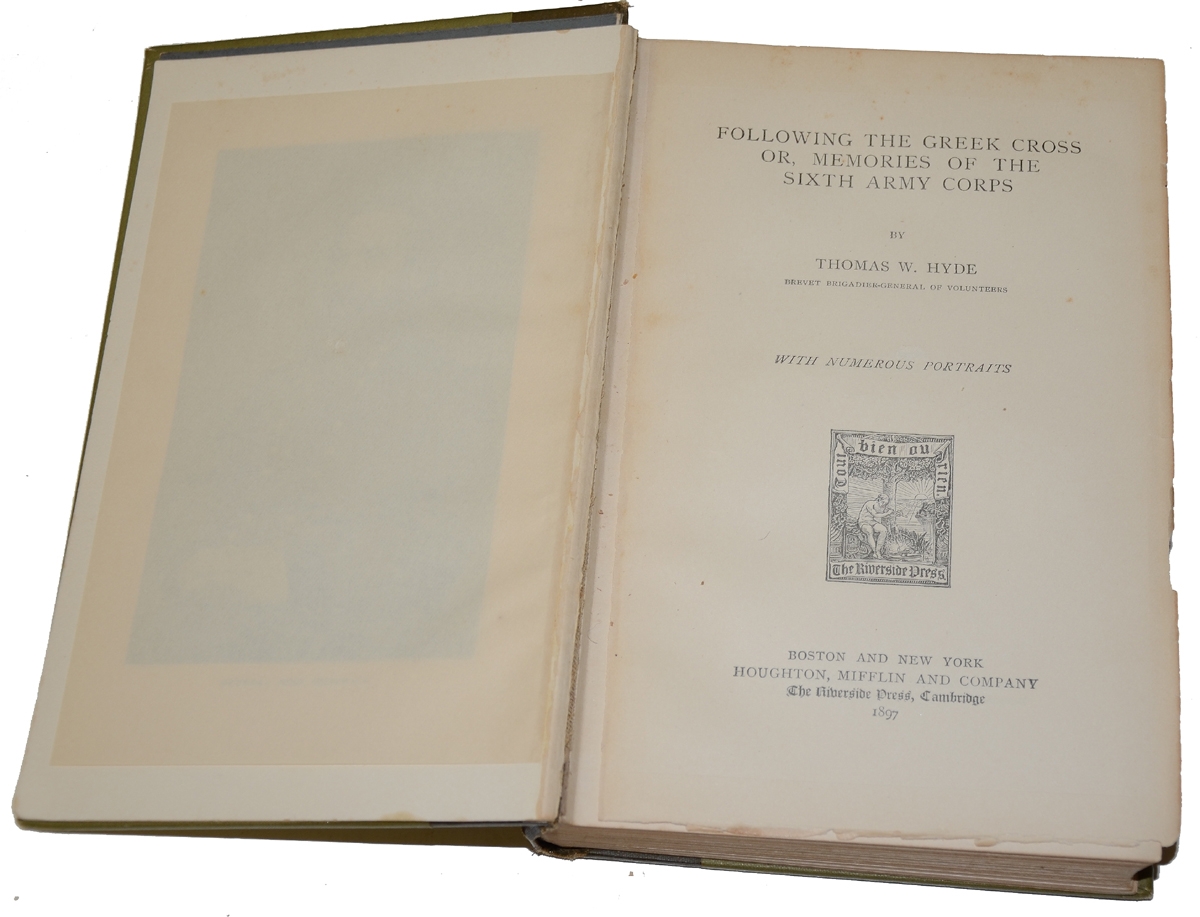 FOLLOWING THE GREEK CROSS
OR, MEMORIES OF THE
SIXTH ARMY CORPS
BY
THOMAS W. HYDE
BREVET BRIGADIER-GENERAL OF VOLUNTEERS
WITH NUMEROUS PORTRAITS
Tout bien ou rien.
The Riverside Press
BOSTON AND NEW YORK
HOUGHTON, MIFFLIN AND COMPANY
The Riverside Press, Cambridge
1897